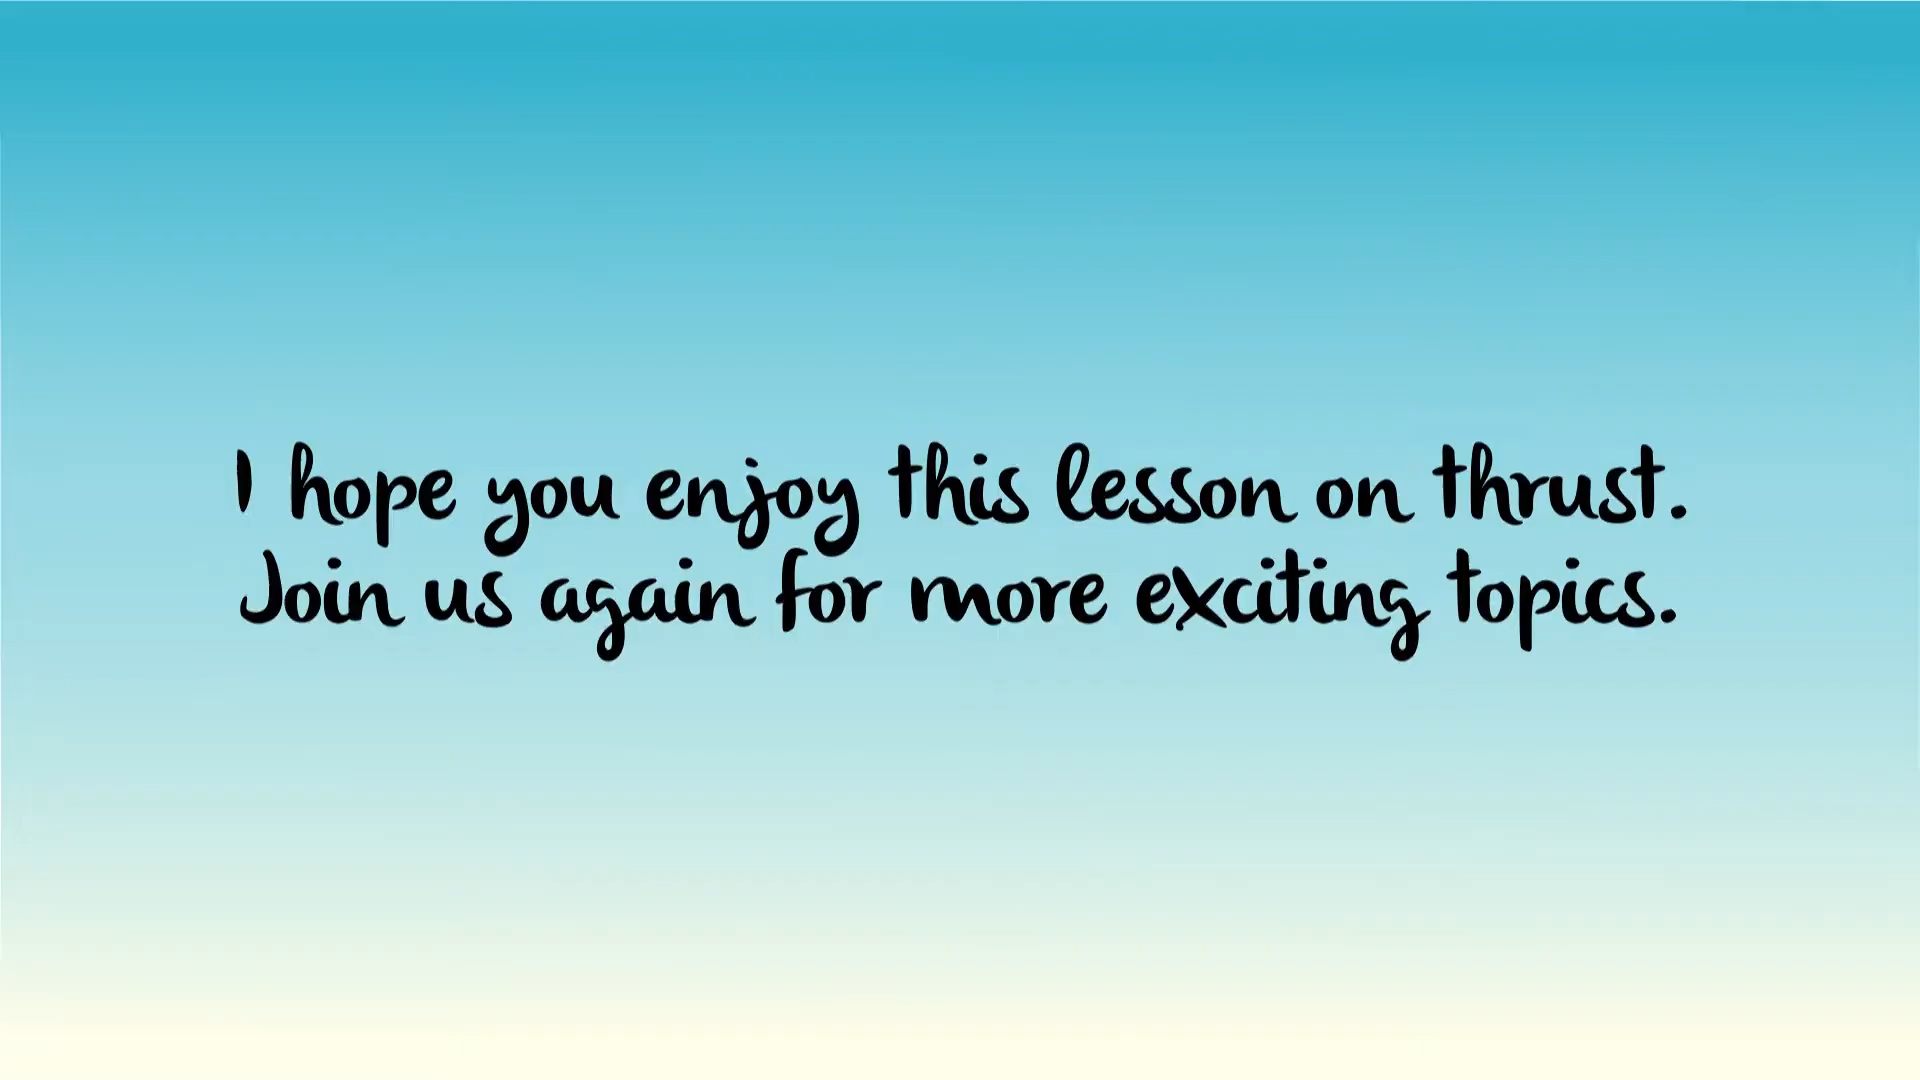 I hope you enjoy this lesson on thrust.
Join us again for more exciting topics.